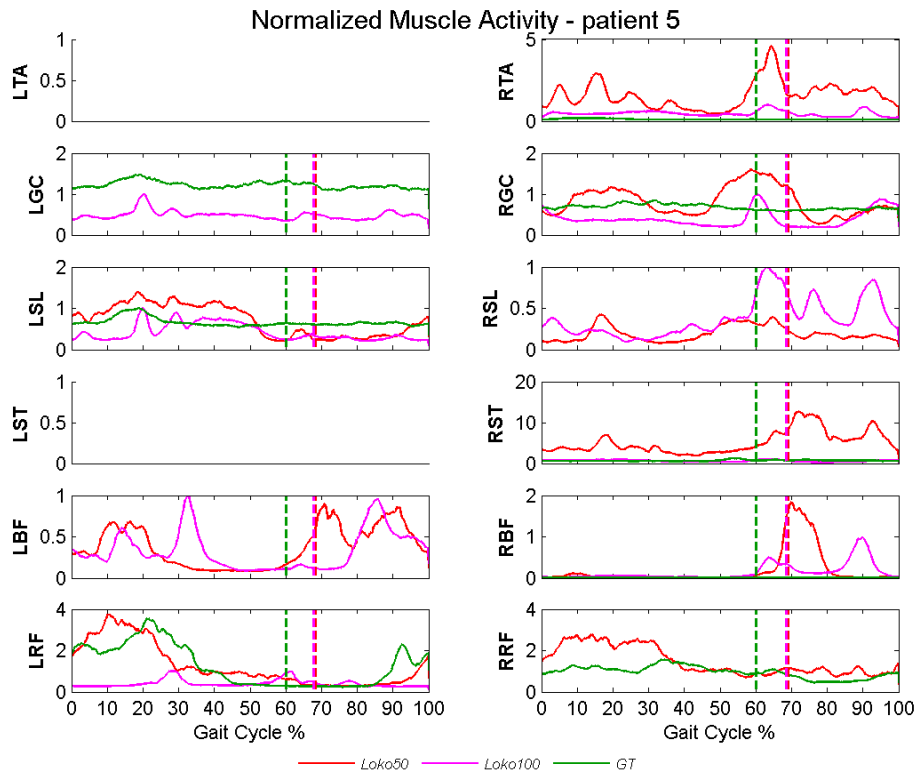 Normalized Muscle Activity - patient 5
LTA
1
0.5
0
RTA
5
0
LGC
2
1
0
RGC
2
1
0
LSL
2
1
0
RSL
1
0.5
0
LST
1
0.5
0
RST
20
10
0
LBF
1
0.5
0
RBF
2
1
0
LRF
4
2
0
0 10 20 30 40 50 60 70 80 90 100
Gait Cycle %
RRF
4
2
0
0 10 20 30 40 50 60 70 80 90 100
Gait Cycle %
Loko50 Loko100 GT